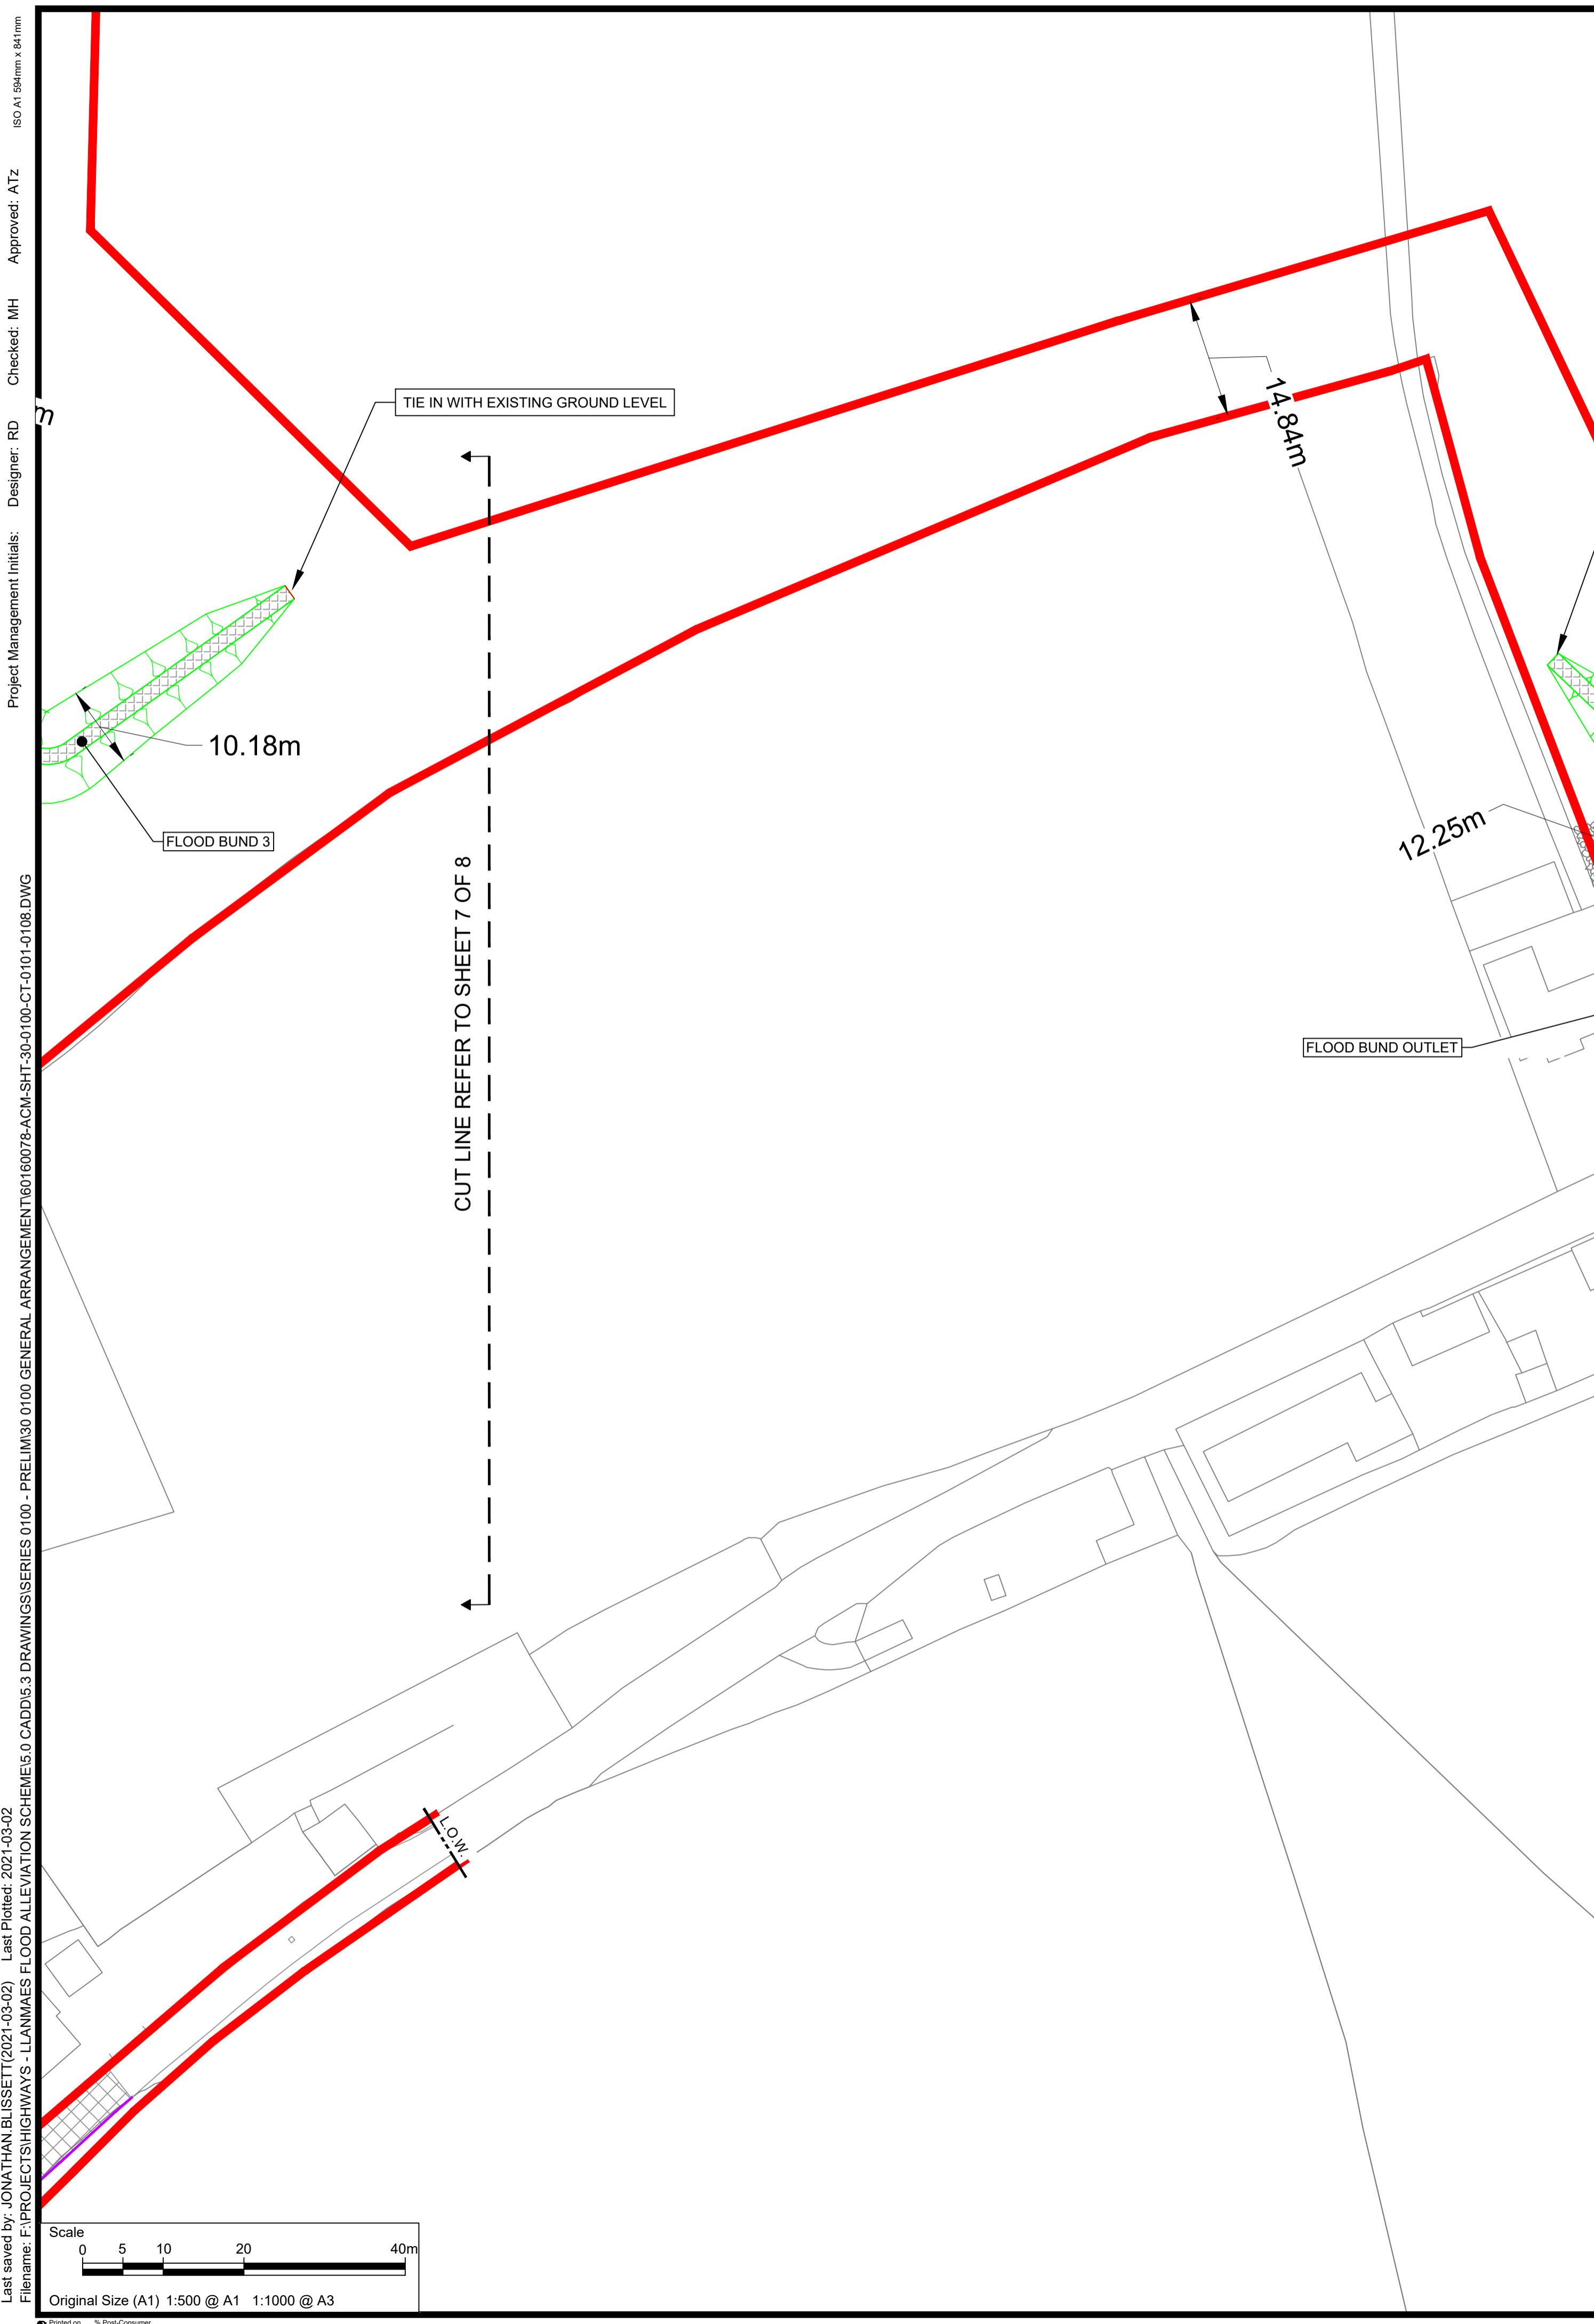 ISO A1 594mm x 841mm
Project Management Initials: Designer: RD Checked: MH Approved: ATz
m
TIE IN WITH EXISTING GROUND LEVEL
14.84m
10.18m
FLOOD BUND 3
12.25m
CUT LINE REFER TO SHEET 7 OF 8
FLOOD BUND OUTLET
L.O.W.
Last saved by: JONATHAN.BLISSETT(2021-03-02) Last Plotted: 2021-03-02
Filename: F:\PROJECTS\HIGHWAYS - LLANMAES FLOOD ALLEVIATION SCHEME\5.0 CADD\5.3 DRAWINGS\SERIES 0100 - PRELIM\30 0100 GENERAL ARRANGEMENT\60160078-ACM-SHT-30-0100-CT-0101-0108.DWG
Scale
0 5 10 20 40m
Original Size (A1) 1:500 @ A1 1:1000 @ A3
Printed on % Post-Consumer